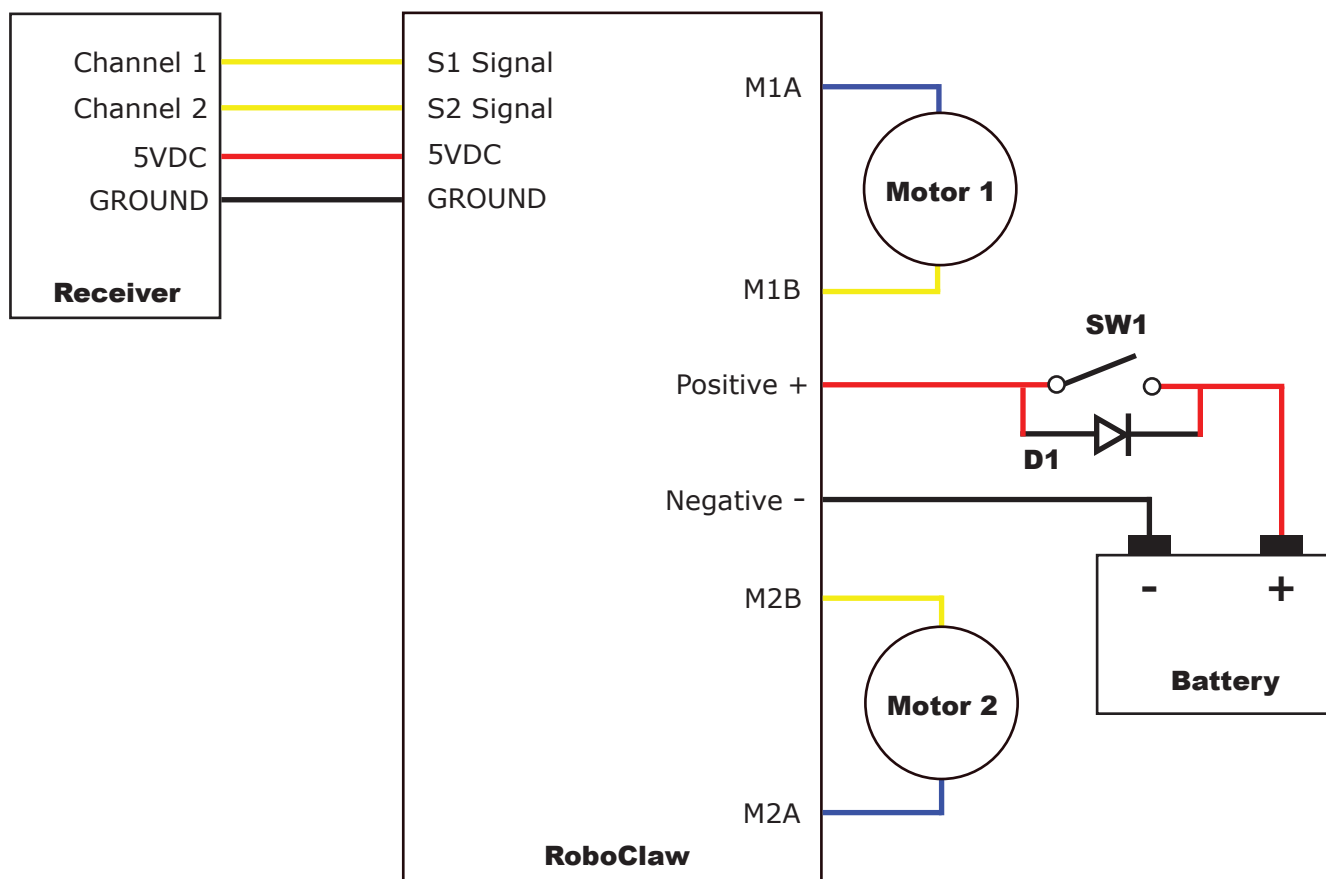 Channel 1
Channel 2
5VDC
GROUND
Receiver
S1 Signal
S2 Signal
5VDC
GROUND
M1A
Motor 1
M1B
SW1
Positive +
D1
Negative -
- +
Battery
M2B
Motor 2
M2A
RoboClaw